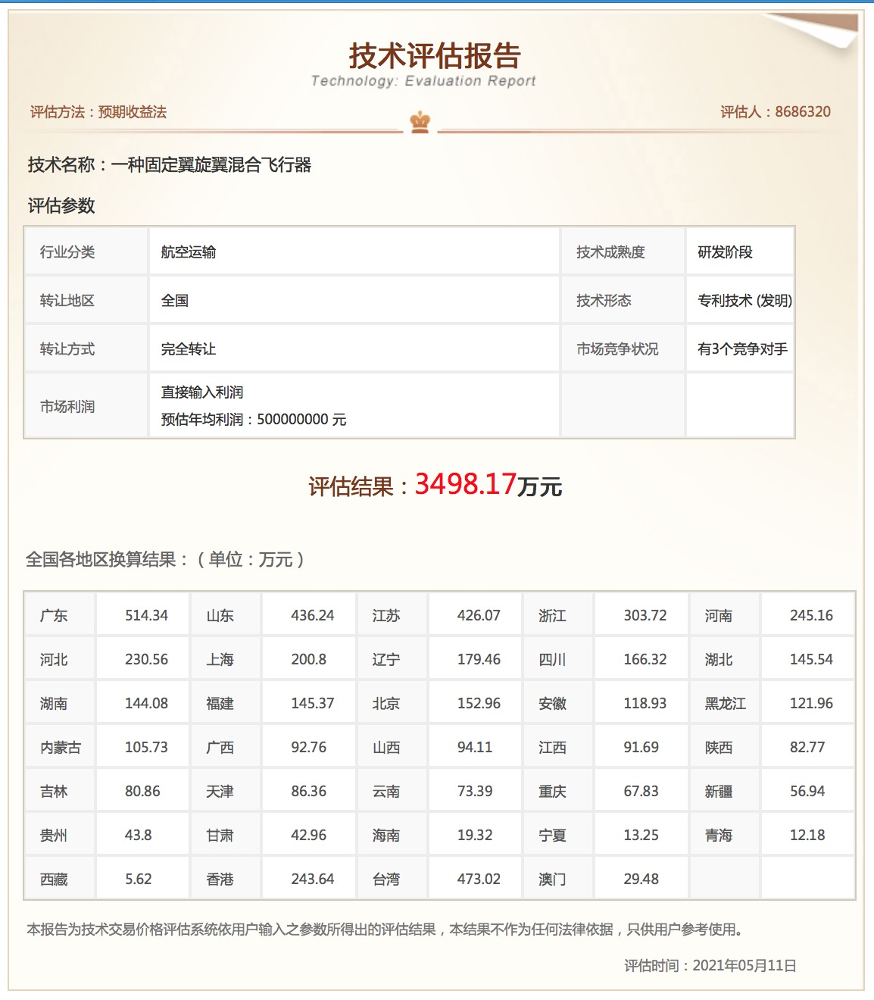 技术评估报告
Technology: Evaluation Report
评估方法：预期收益法 评估人：8686320
技术名称：一种固定翼旋翼混合飞行器
评估参数
行业分类 航空运输 技术成熟度 研发阶段
转让地区 全国 技术形态 专利技术 (发明)
转让方式 完全转让 市场竞争状况 有3个竞争对手
市场利润 直接输入利润
预估年均利润：500000000 元
评估结果：3498.17万元
全国各地区换算结果：（ 单位：万元 ）
广东 514.34 山东 436.24 江苏 426.07 浙江 303.72 河南 245.16
河北 230.56 上海 200.8 辽宁 179.46 四川 166.32 湖北 145.54
湖南 144.08 福建 145.37 北京 152.96 安徽 118.93 黑龙江 121.96
内蒙古 105.73 广西 92.76 山西 94.11 江西 91.69 陕西 82.77
吉林 80.86 天津 86.36 云南 73.39 重庆 67.83 新疆 56.94
贵州 43.8 甘肃 42.96 海南 19.32 宁夏 13.25 青海 12.18
西藏 5.62 香港 243.64 台湾 473.02 澳门 29.48
本报告为技术交易价格评估系统依用户输入之参数所得出的评估结果，本结果不作为任何法律依据，只供用户参考使用。
评估时间：2021年05月11日